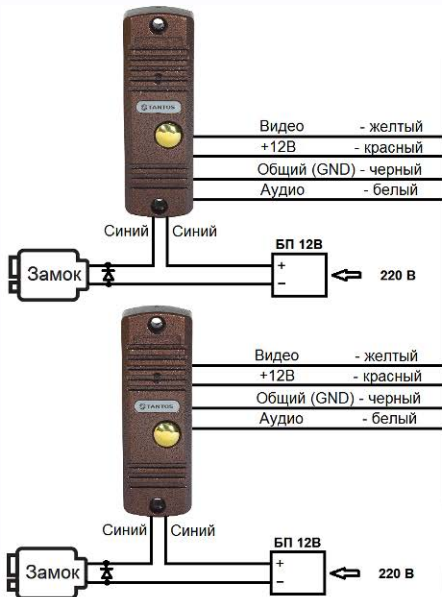 TANTOS
Видео - желтый
+12В - красный
Общий (GND) - черный
Аудио - белый
Синий Синий
БП 12В
Замок
+
−
220 В
TANTOS
Видео - желтый
+12В - красный
Общий (GND) - черный
Аудио - белый
Синий Синий
БП 12В
Замок
+
−
220 В